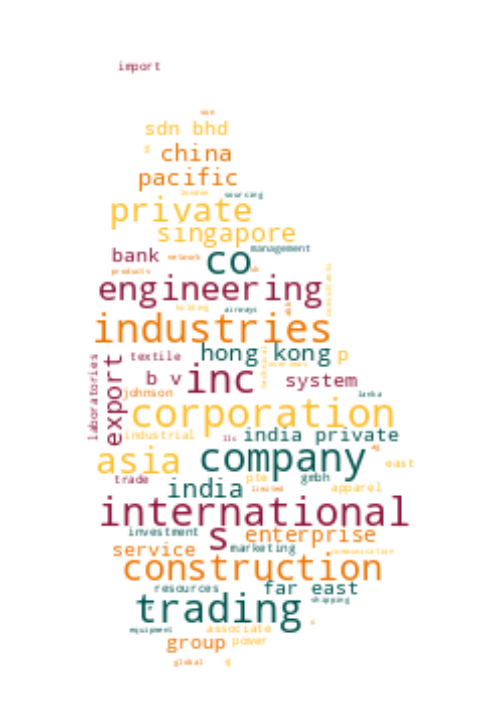 import
sdn bhd
china
pacific
london sourcing
private
singapore
management
bank network co
products
engineering
holding airways
industries
textile hong kong p
laboratories
export
b v inc system
johnson lanka
corporation
industrial llc india private
asia company east
trade pte gmbh
india limited apparel
international
investment s enterprise
service marketing communication
construction
resources far east
trading shipping
equipment associate
group power
global
consultants